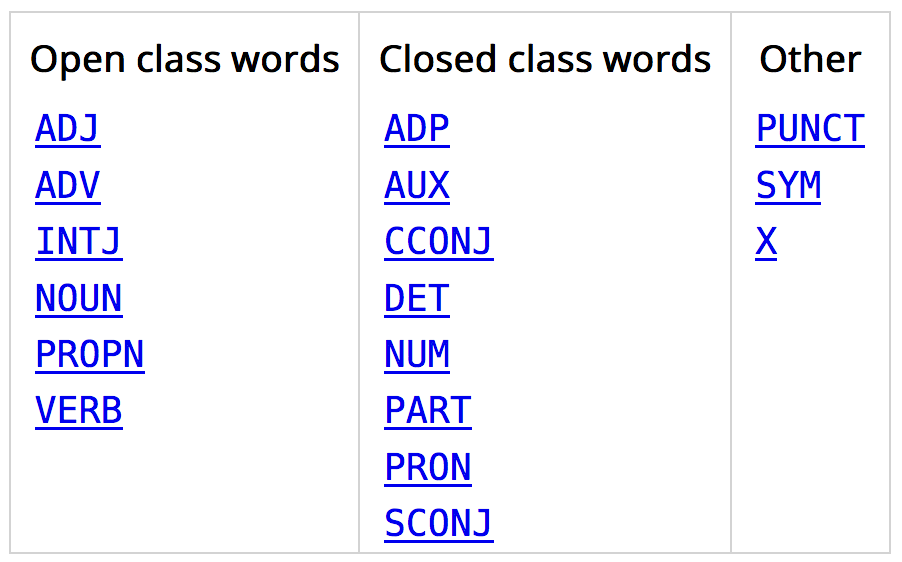 Open class words Closed class words Other
ADJ ADP PUNCT
ADV AUX SYM
INTJ CCONJ X
NOUN DET
PROPN NUM
VERB PART
PRON
SCONJ